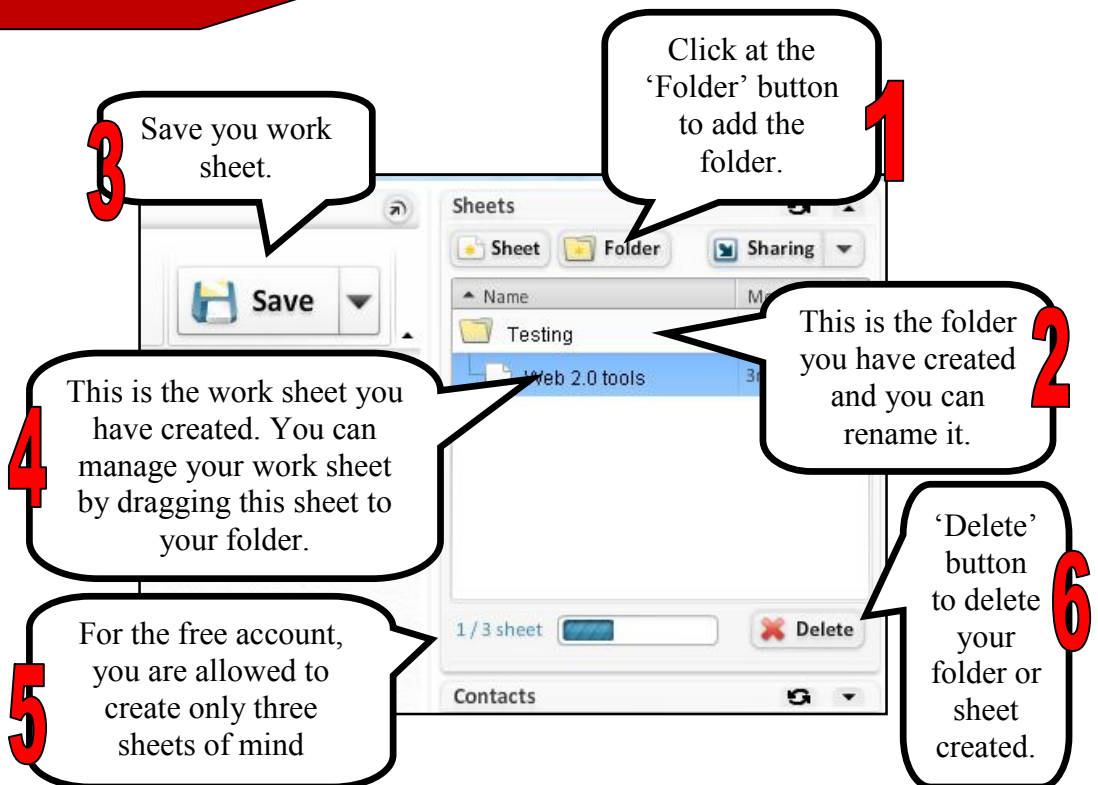 1
Click at the
‘Folder’ button
to add the
folder.
3
Save you work
sheet.
Sheets
Sheet
Folder
Sharing
Save
Name
Testing
Web 2.0 tools
2
This is the folder
you have created
and you can
rename it.
4
This is the work sheet you
have created. You can
manage your work sheet
by dragging this sheet to
your folder.
5
For the free account,
you are allowed to
create only three
sheets of mind
1 / 3 sheet
Delete
Contacts
6
‘Delete’
button
to delete
your
folder or
sheet
created.